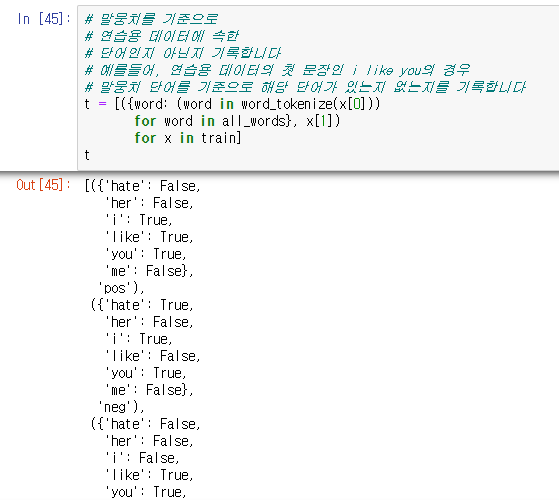 In [45]: # 말뭉치를 기준으로
# 연습용 데이터에 속한
# 단어인지 아닌지 기록합니다
# 예를들어, 연습용 데이터의 첫 문장인 i like you의 경우
# 말뭉치 단어를 기준으로 해당 단어가 있는지 없는지를 기록합니다
t = [({word: (word in word_tokenize(x[0]))
for word in all_words}, x[1])
for x in train]
t
Out[45]: [({'hate': False,
'her': False,
'i': True,
'like': True,
'you': True,
'me': False},
'pos'),
({'hate': True,
'her': False,
'i': True,
'like': False,
'you': True,
'me': False},
'neg'),
({'hate': False,
'her': False,
'i': False,
'like': True,
'you': True,